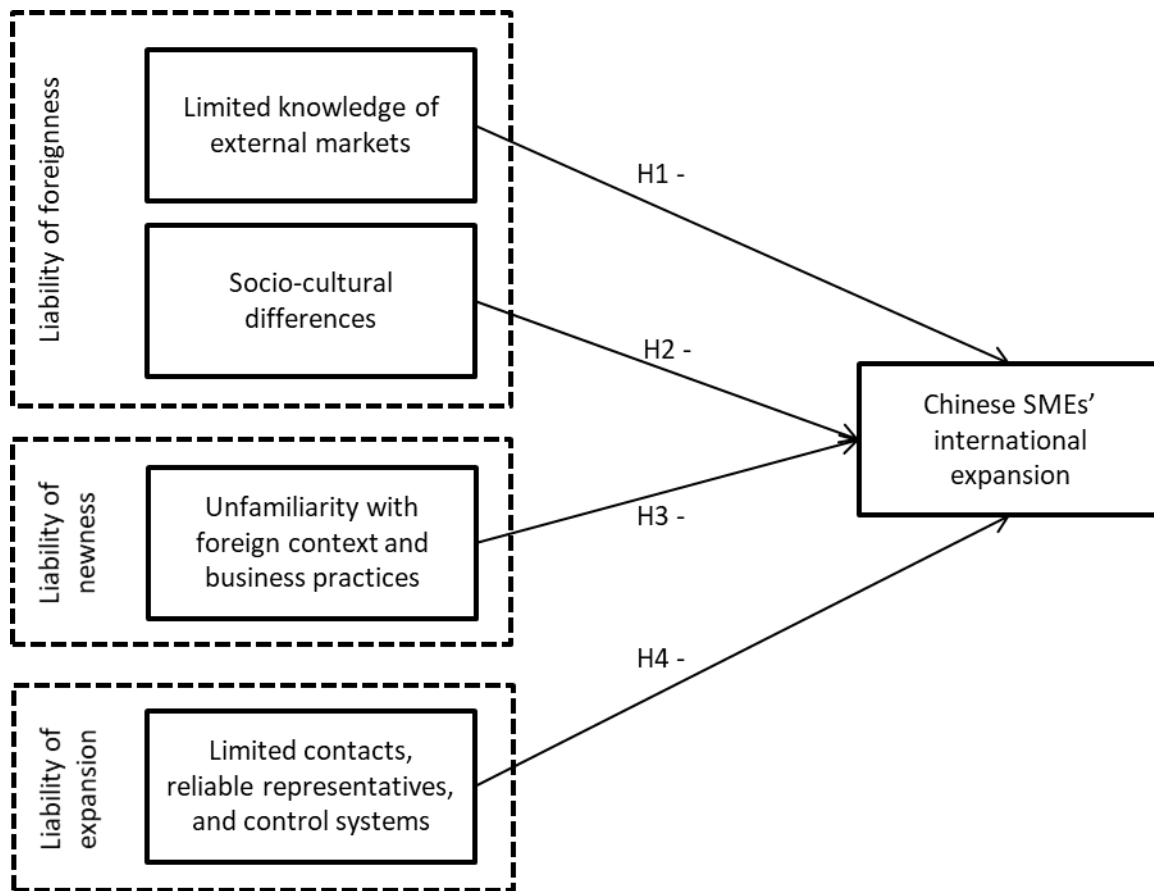 Liability of foreignness
Limited knowledge of
external markets
H1 -
Socio-cultural
differences
H2 -
Chinese SMEs’
international
expansion
Liability of
newness
Unfamiliarity with
foreign context and
business practices
H3 -
H4 -
Liability of
expansion
Limited contacts,
reliable representatives,
and control systems